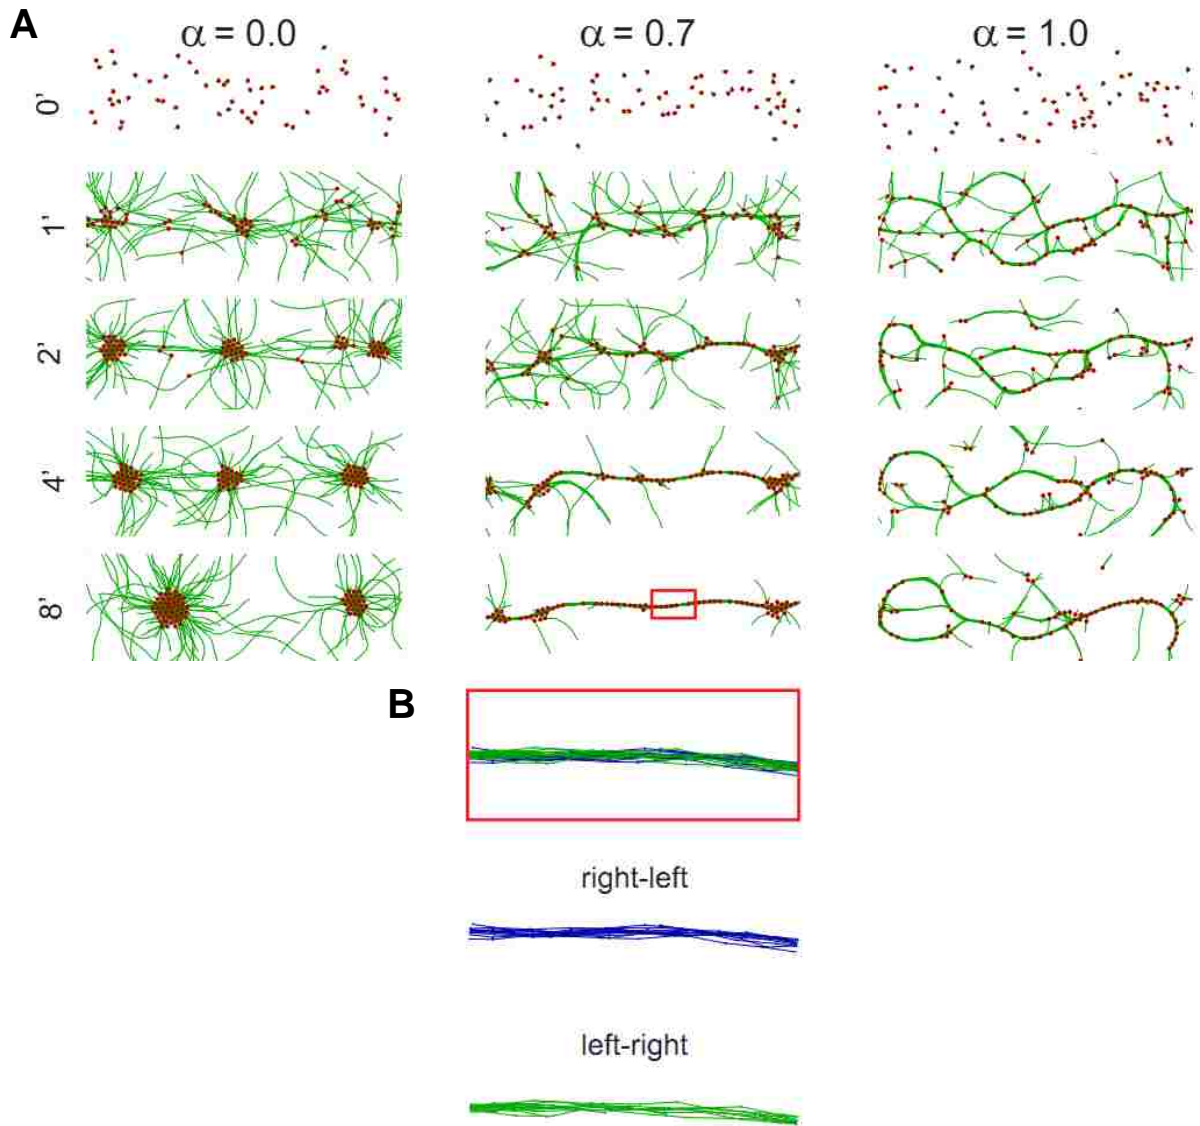 A
α = 0.0 α = 0.7 α = 1.0
0'
1'
2'
4'
8'
B
right-left
left-right